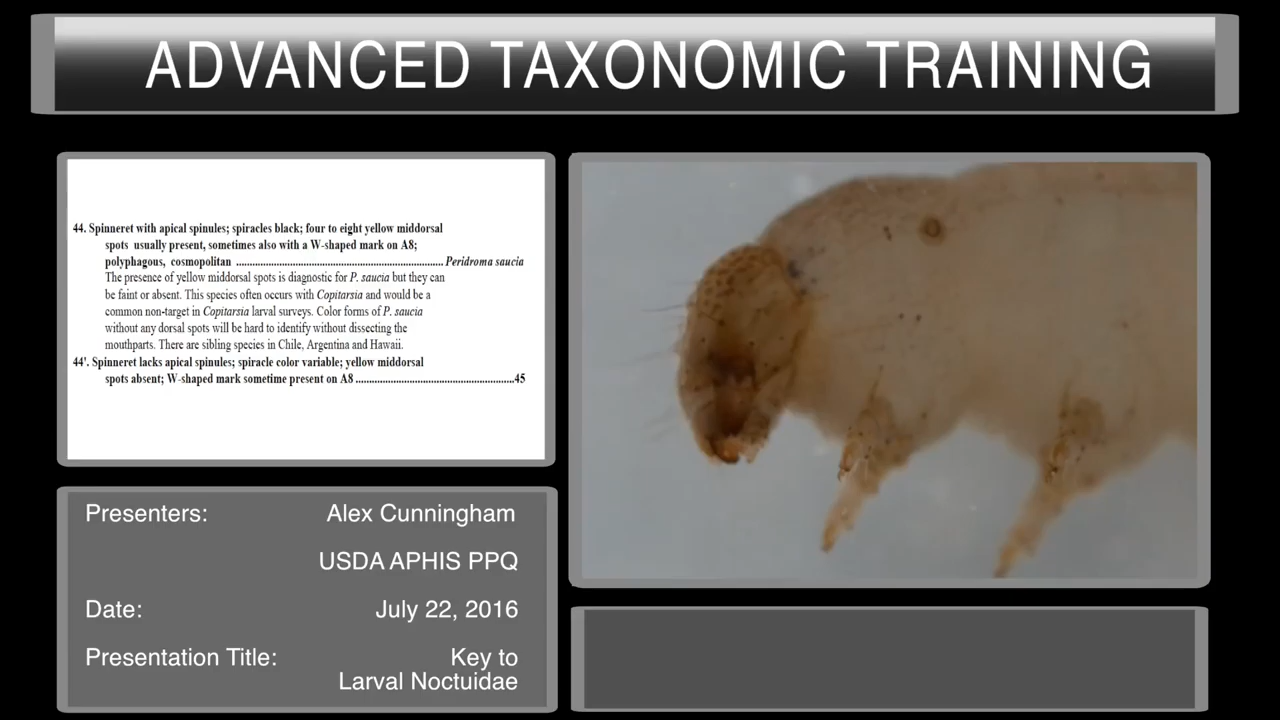 ADVANCED TAXONOMIC TRAINING
44. Spinneret with apical spinules; spiracles black; four to eight yellow middorsal
spots usually present, sometimes also with a W-shaped mark on A8;
polyphagous, cosmopolitan ................................................................ Peridroma saucia
The presence of yellow middorsal spots is diagnostic for P. saucia but they can
be faint or absent. This species often occurs with Copitarsia and would be a
common non-target in Copitarsia larval surveys. Color forms of P. saucia
without any dorsal spots will be hard to identify without dissecting the
mouthparts. There are sibling species in Chile, Argentina and Hawaii.
44'. Spinneret lacks apical spinules; spiracle color variable; yellow middorsal
spots absent; W-shaped mark sometime present on A8 .................................................45
Presenters: Alex Cunningham
USDA APHIS PPQ
Date: July 22, 2016
Presentation Title: Key to
Larval Noctuidae